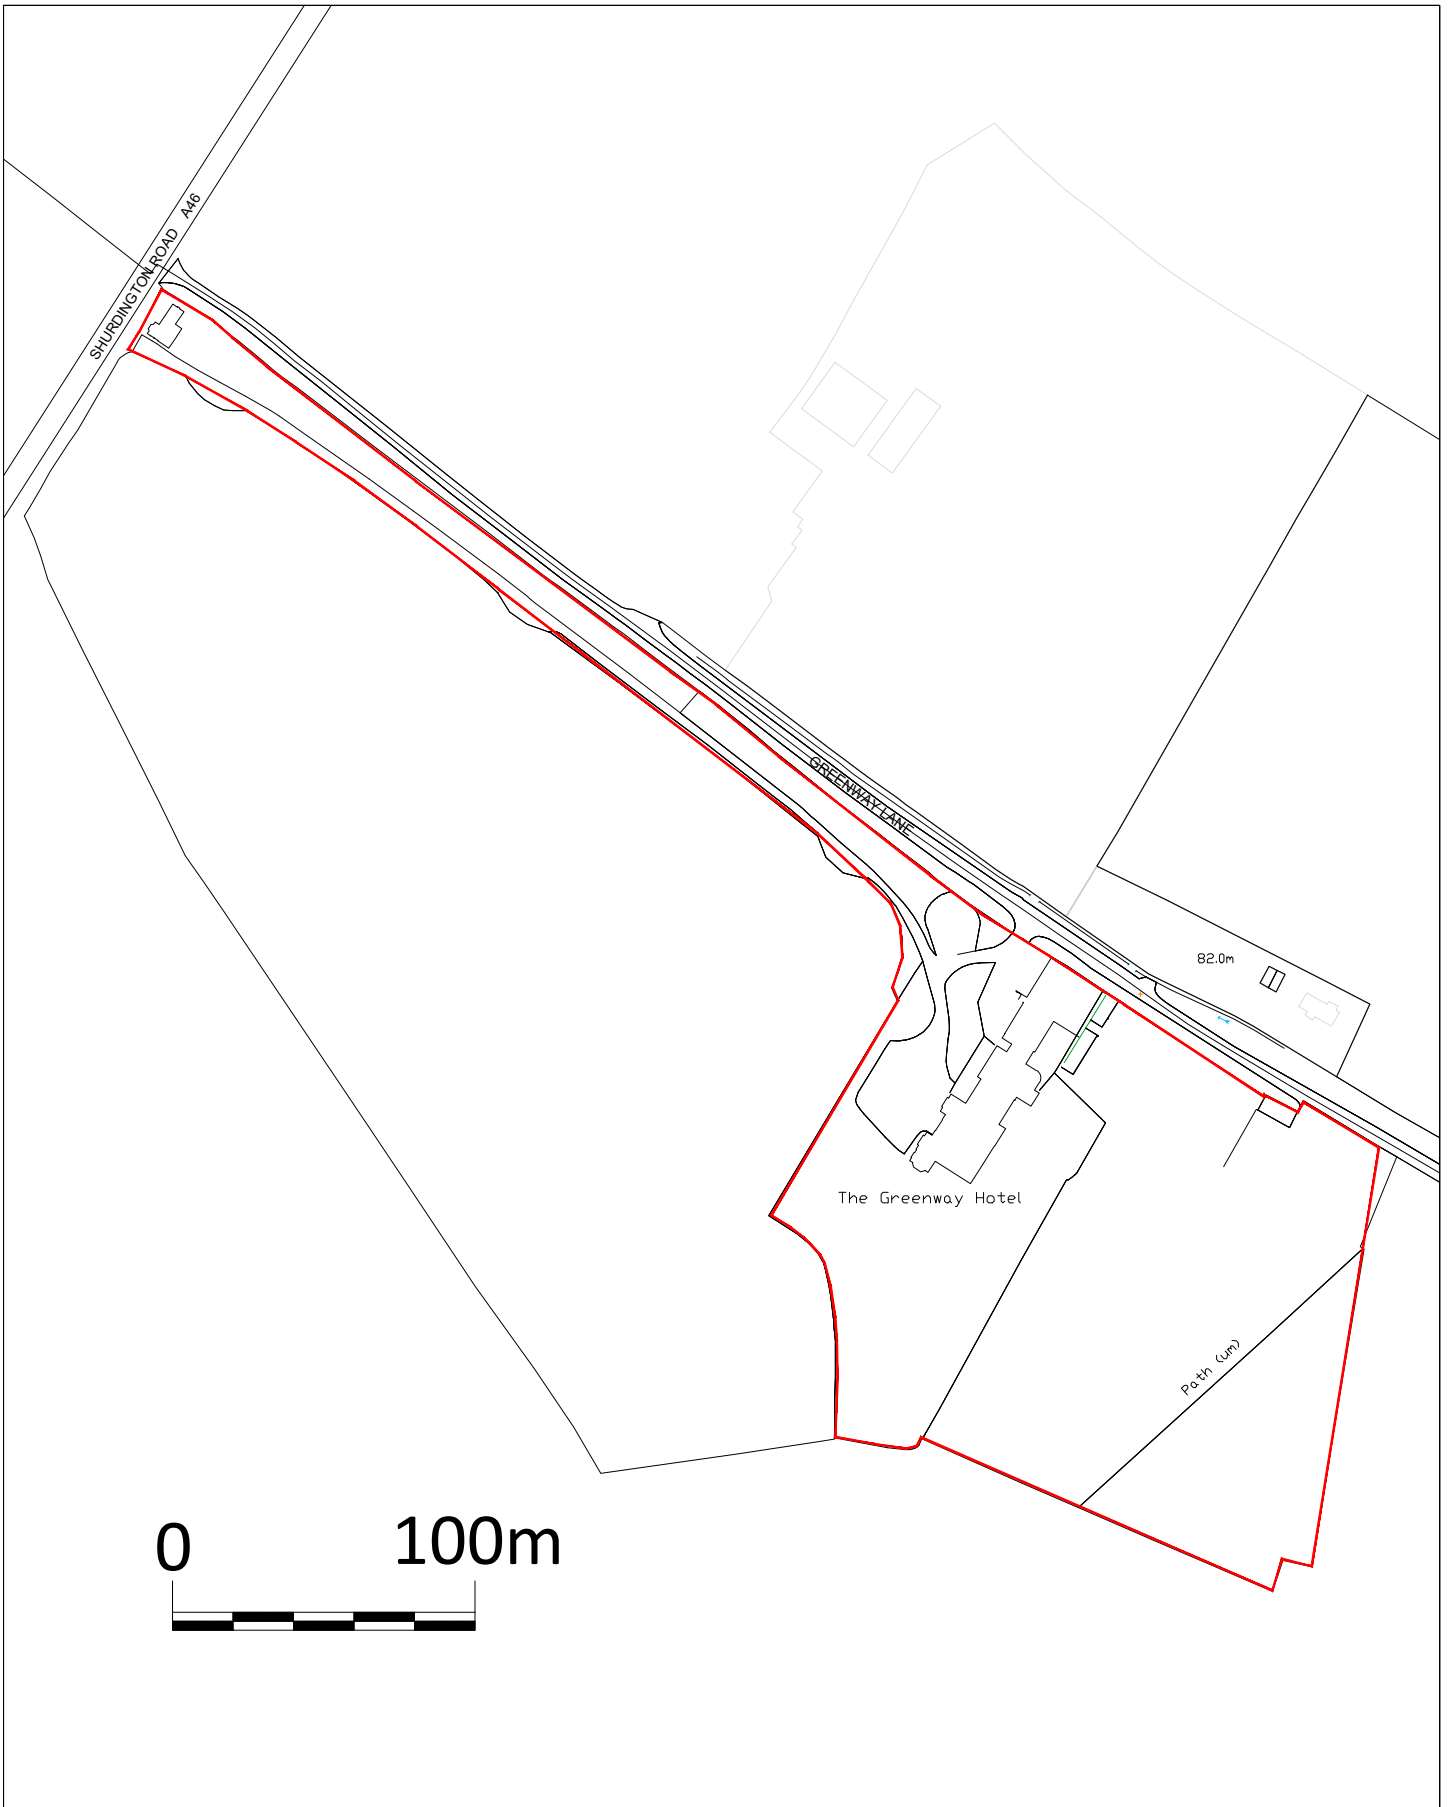 SHURDINGTON ROAD A46
GREENWAY LANE
82.0m
The Greenway Hotel
Path (um)
0 100m